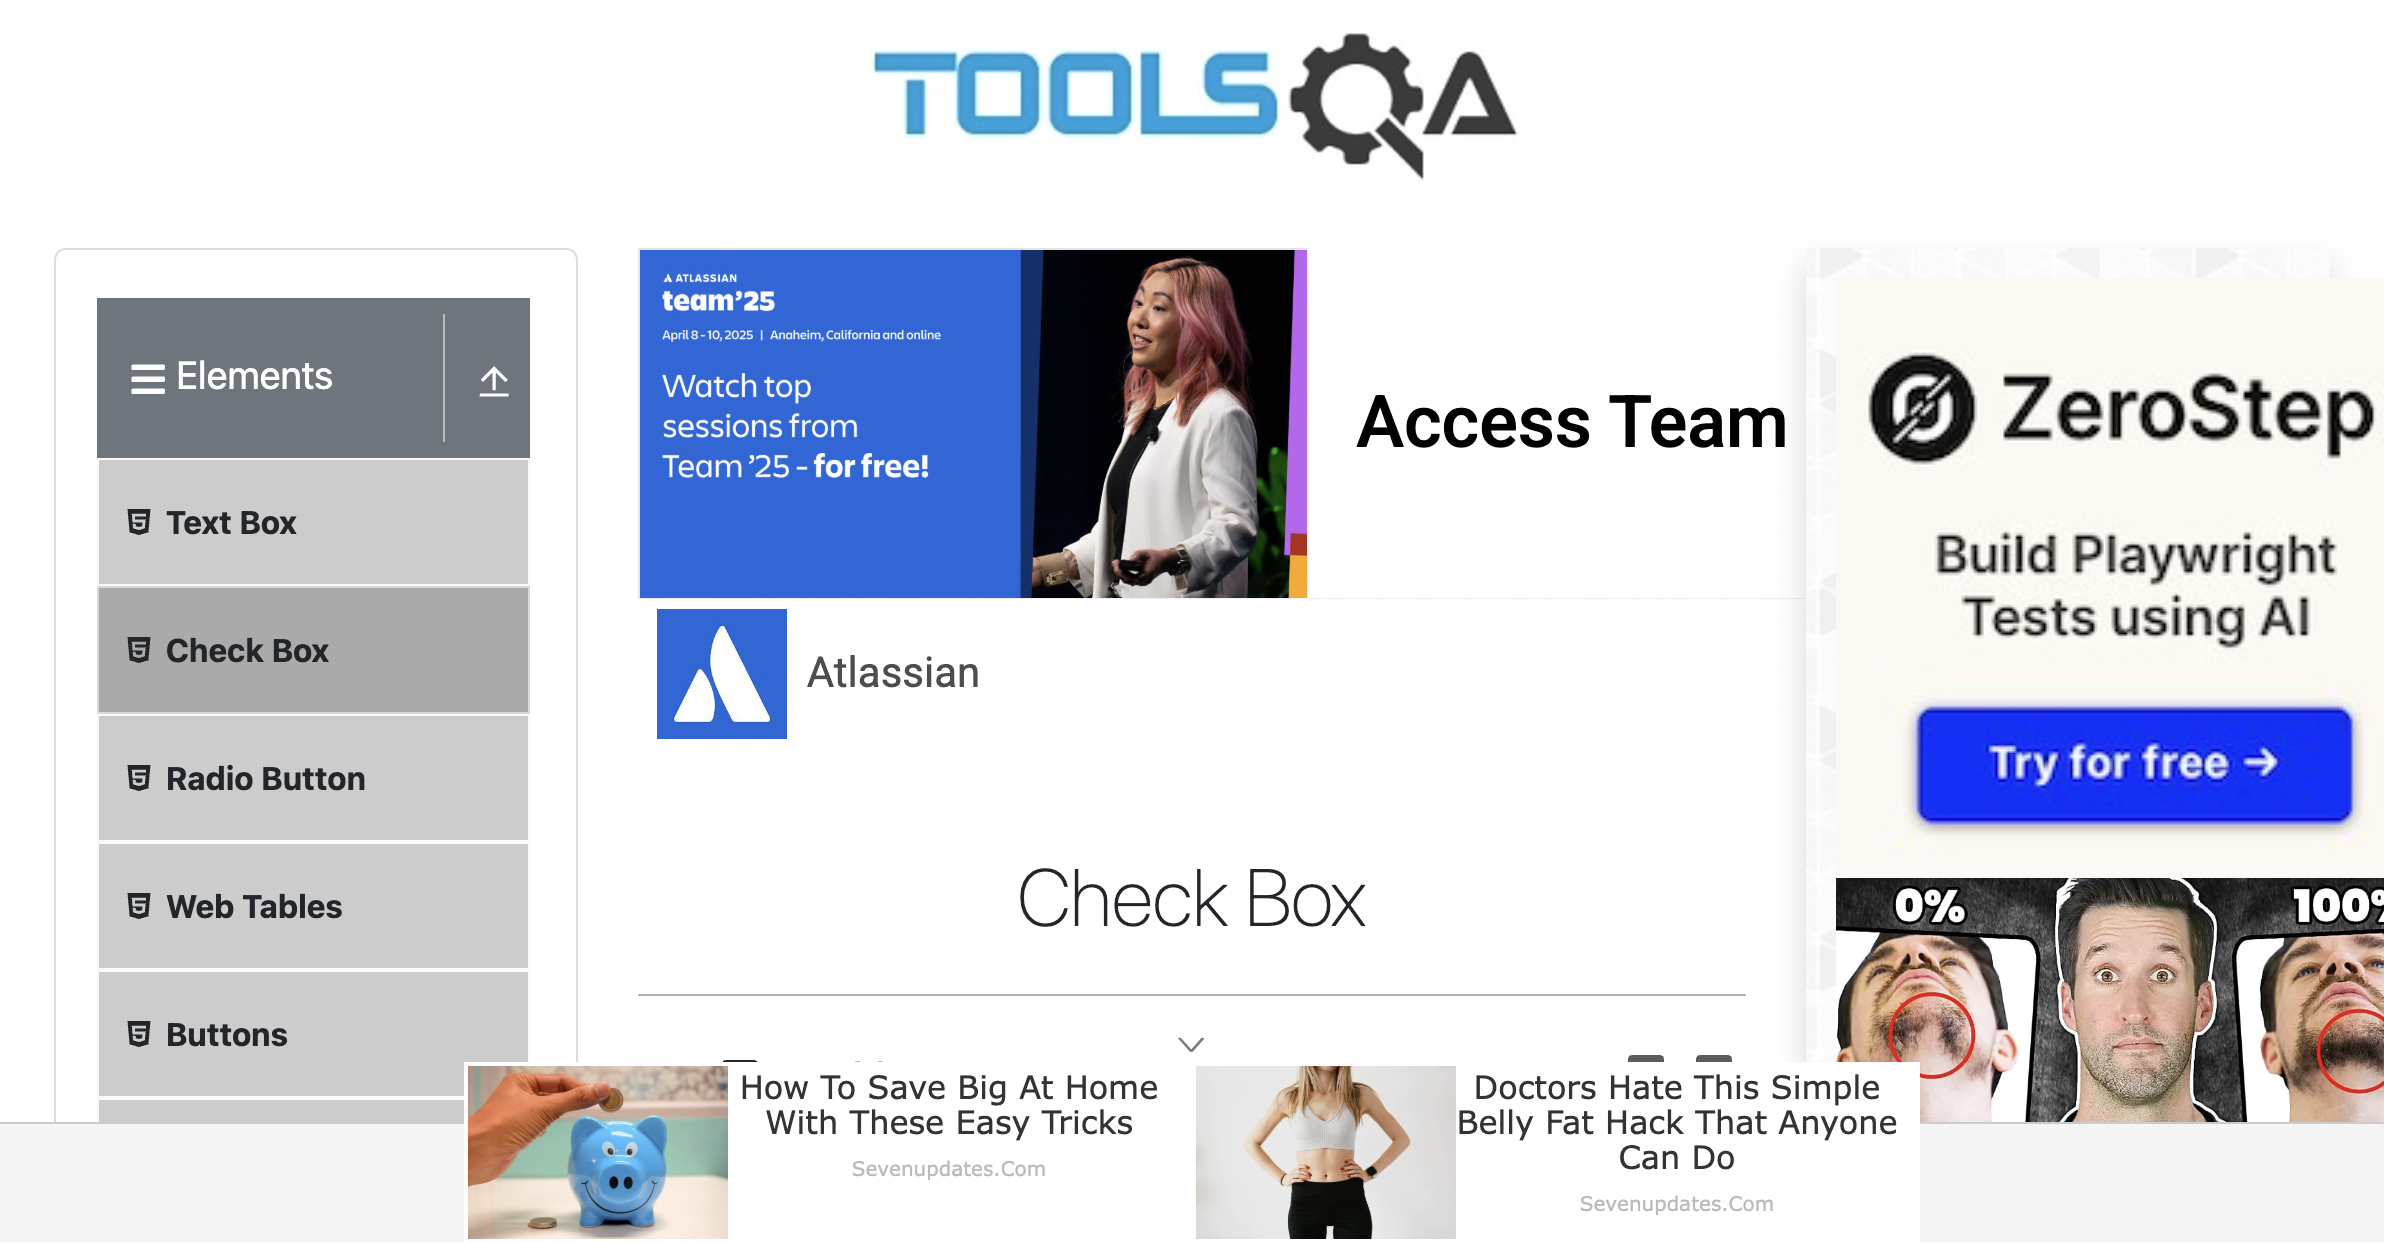 TOOLSQA
Elements
Text Box
Check Box
Radio Button
Web Tables
Buttons
ATLASSIAN
team’25
April 8 - 10, 2025 | Anaheim, California and online
Watch top
sessions from
Team ’25 - for free!
Access Team
Atlassian
Check Box
ZeroStep
Build Playwright
Tests using AI
Try for free →
0%
100%
How To Save Big At Home
With These Easy Tricks
Sevenupdates.Com
Doctors Hate This Simple
Belly Fat Hack That Anyone
Can Do
Sevenupdates.Com